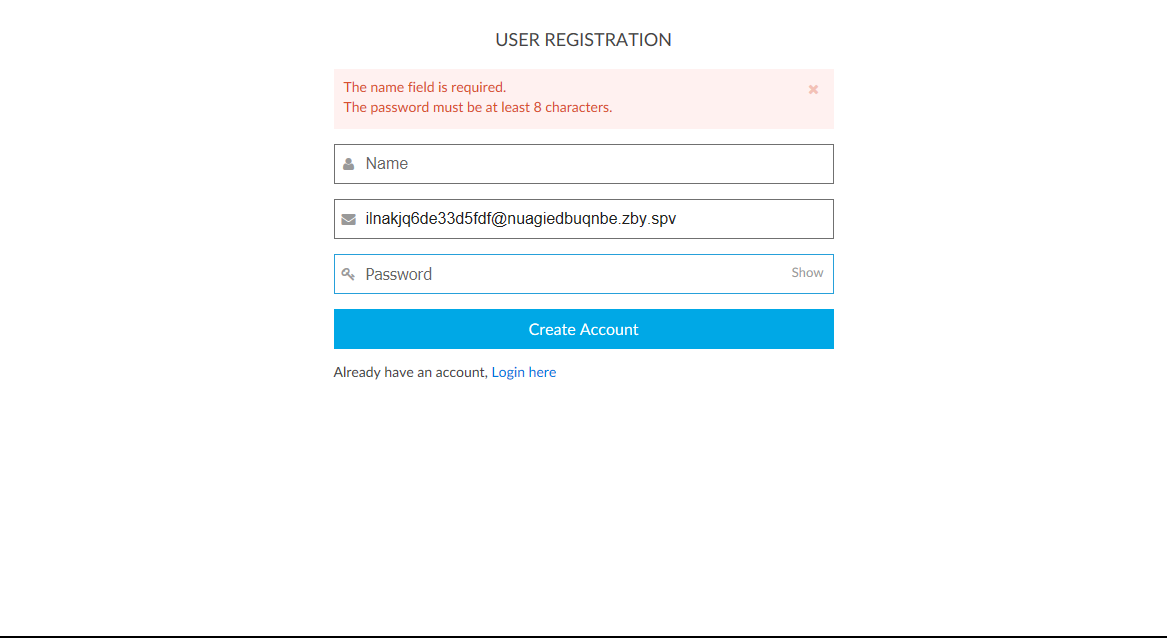 USER REGISTRATION
The name field is required.
The password must be at least 8 characters.
Name
ilnakjq6de33d5fdf@nuagiedbuqnbe.zby.spv
Password
Show
Create Account
Already have an account, Login here